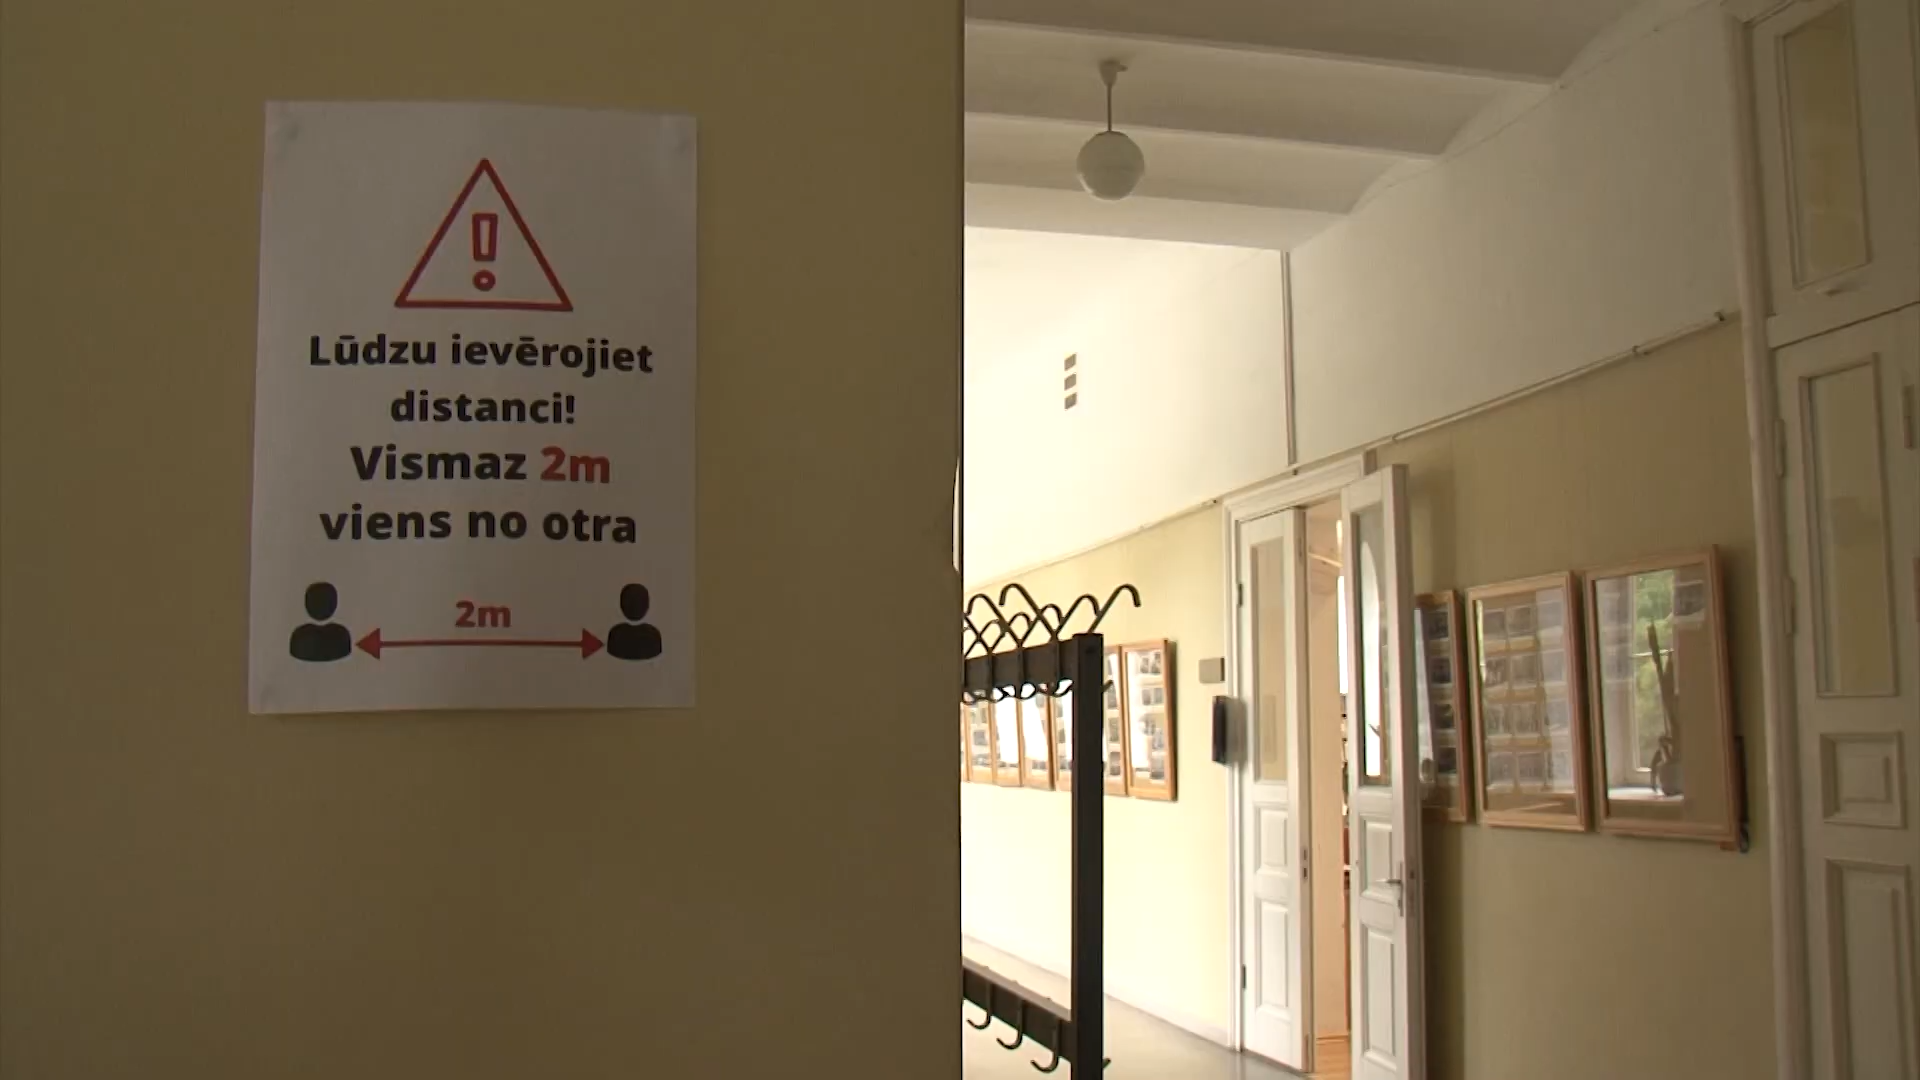 Lūdzu ievērojiet
distanci!
Vismaz 2m
viens no otra
2m